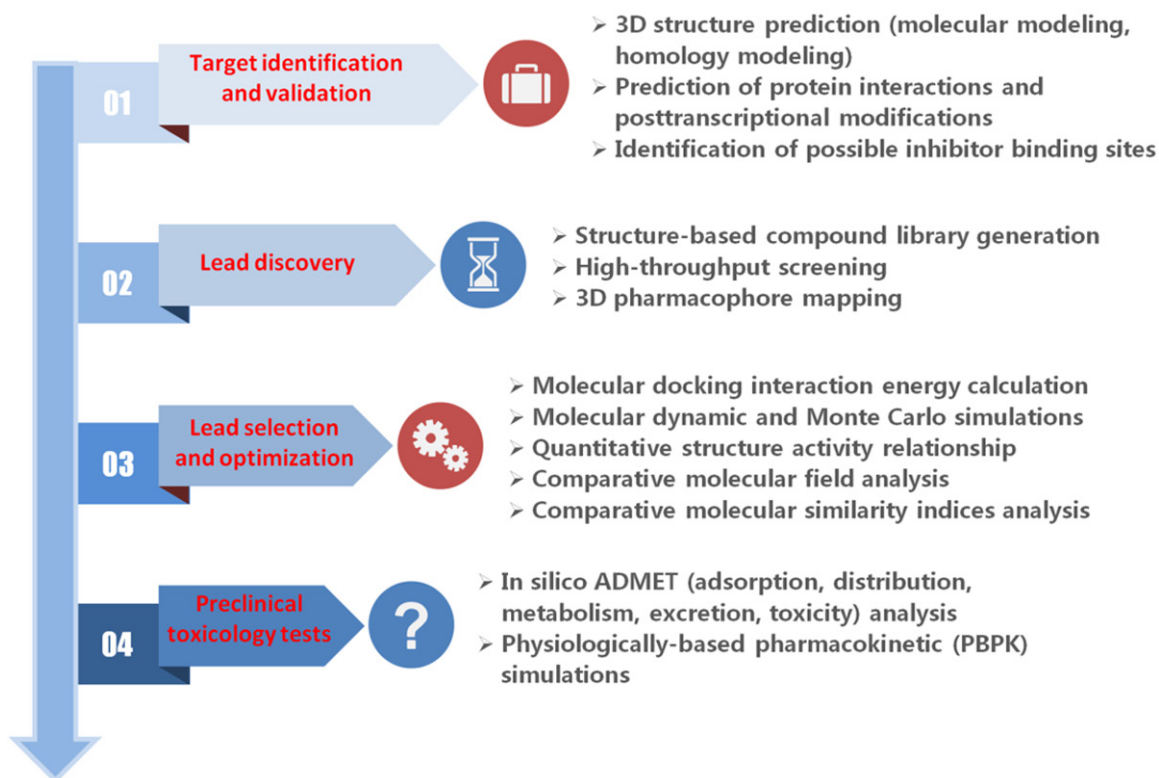 01
Target identification
and validation
➢ 3D structure prediction (molecular modeling,
homology modeling)
➢ Prediction of protein interactions and
posttranscriptional modifications
➢ Identification of possible inhibitor binding sites
02
Lead discovery
➢ Structure-based compound library generation
➢ High-throughput screening
➢ 3D pharmacophore mapping
03
Lead selection
and optimization
➢ Molecular docking interaction energy calculation
➢ Molecular dynamic and Monte Carlo simulations
➢ Quantitative structure activity relationship
➢ Comparative molecular field analysis
➢ Comparative molecular similarity indices analysis
04
Preclinical
toxicology tests
?
➢ In silico ADMET (adsorption, distribution,
metabolism, excretion, toxicity) analysis
➢ Physiologically-based pharmacokinetic (PBPK)
simulations